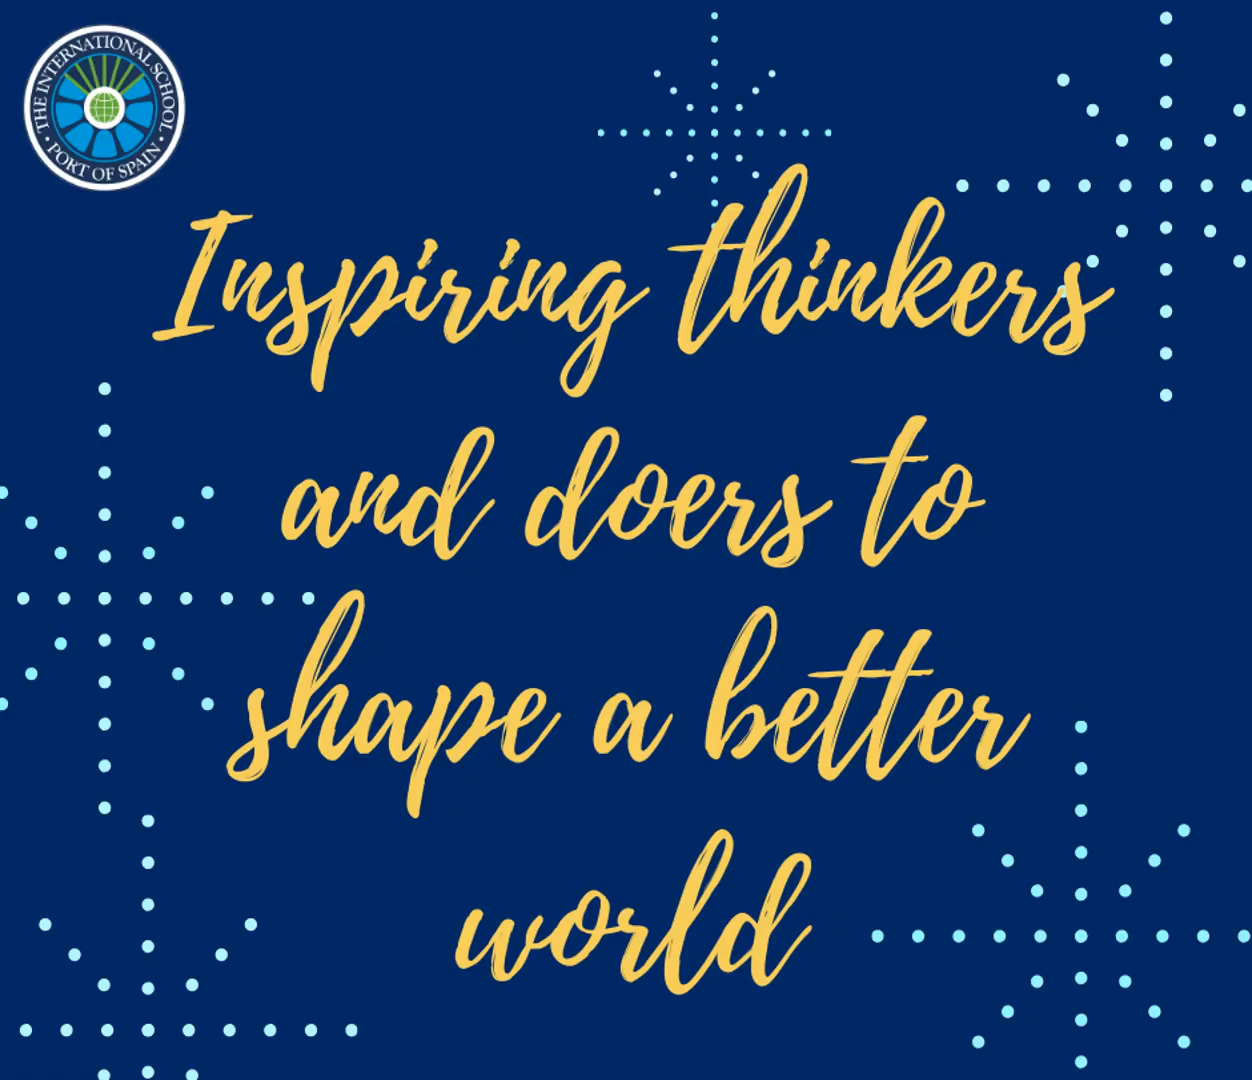 THE INTERNATIONAL SCHOOL
• PORT OF SPAIN •
Inspiring thinkers
and doers to
shape a better
world